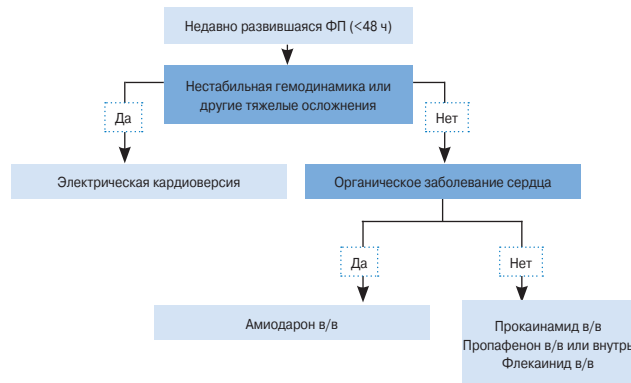 Недавно развившаяся ФП (<48 ч)
Нестабильная гемодинамика или
другие тяжелые осложнения
Да
Нет
Электрическая кардиоверсия
Органическое заболевание сердца
Да
Нет
Амиодарон в/в
Прокаинамид в/в
Пропафенон в/в или внутрь
Флекаинид в/в